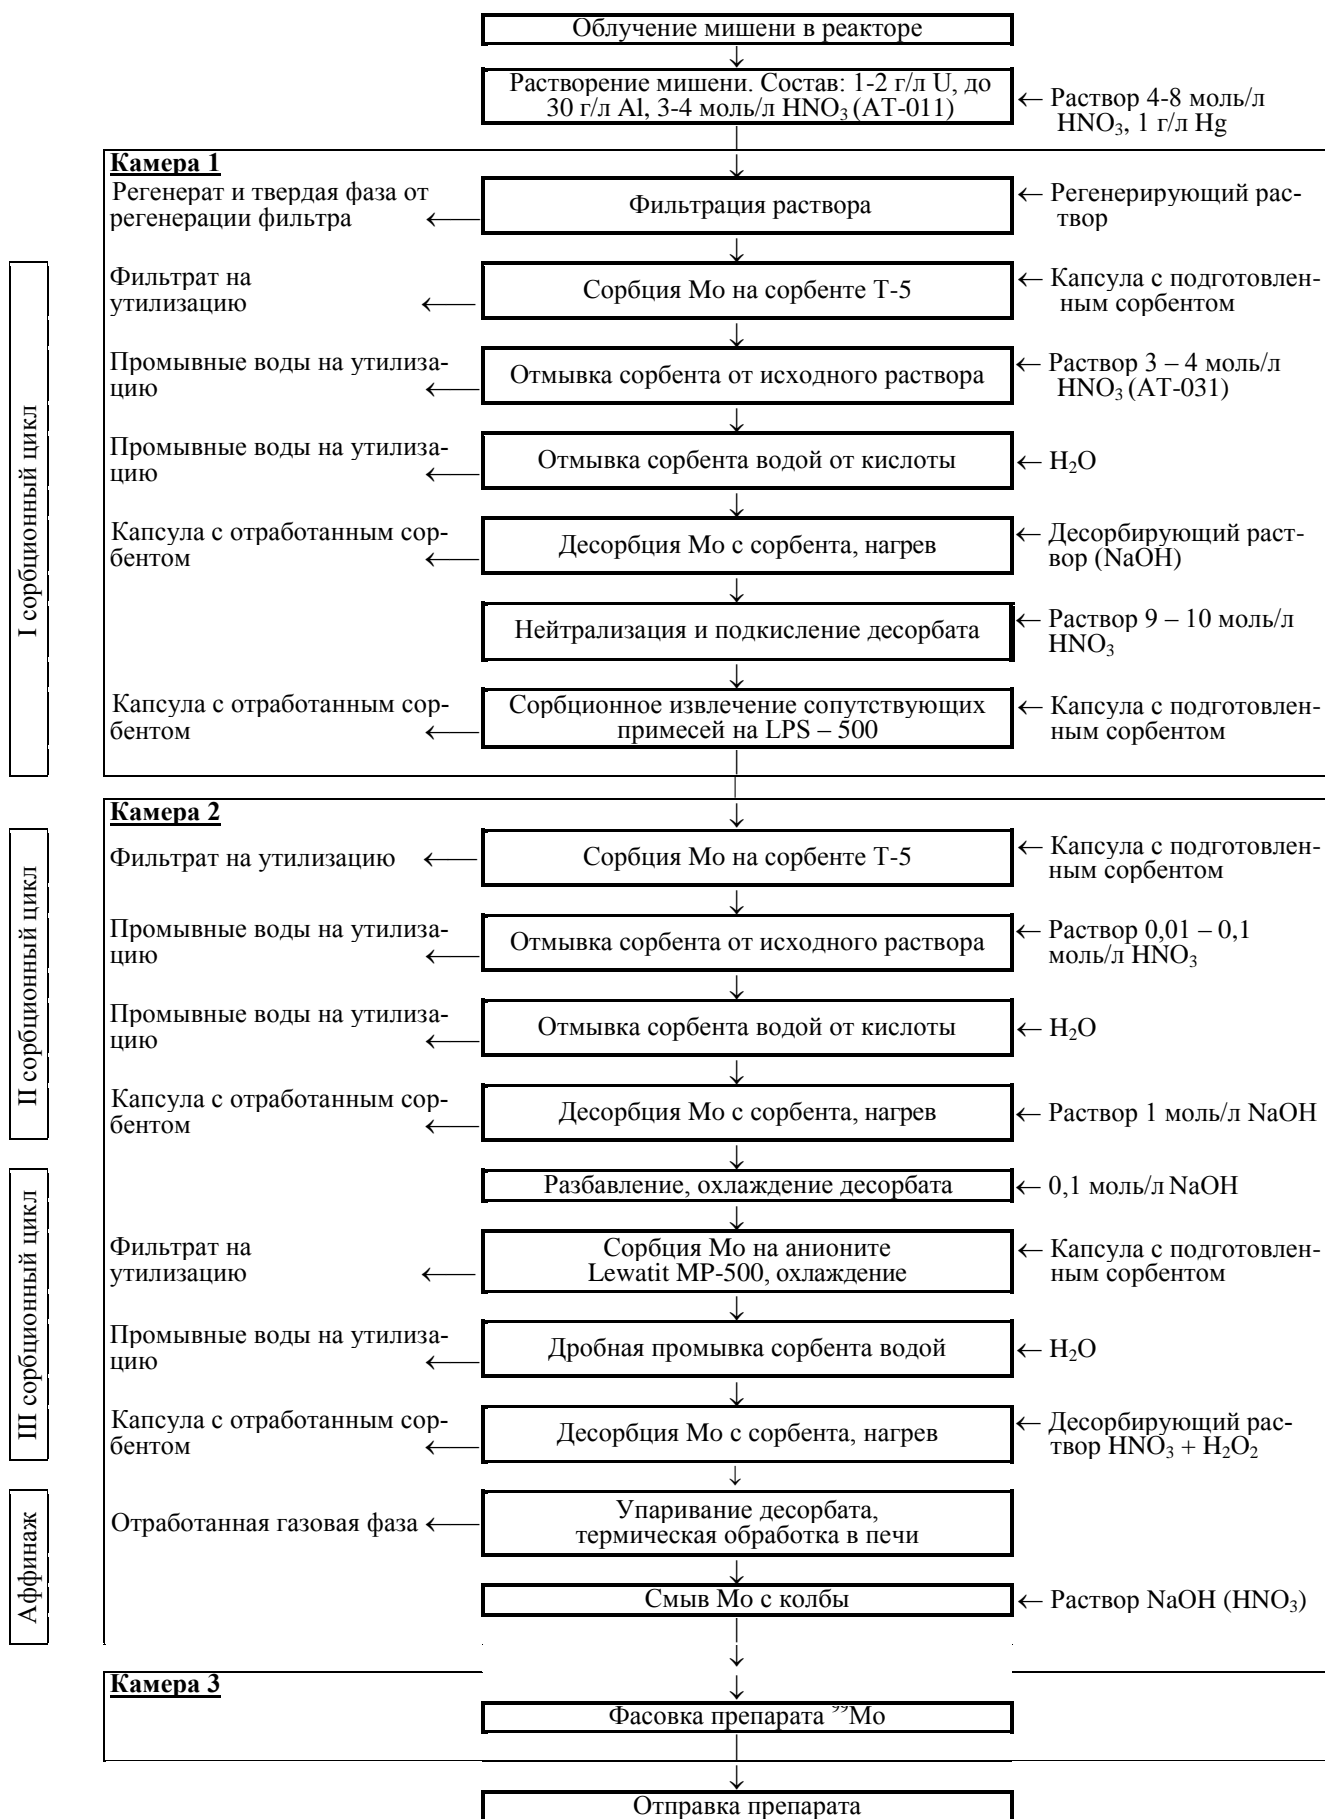 Облучение мишени в реакторе
Растворение мишени. Состав: 1-2 г/л U, до
30 г/л Al, 3-4 моль/л HNO₃ (АТ-011)
← Раствор 4-8 моль/л
HNO₃, 1 г/л Hg
Камера 1
Регенерат и твердая фаза от
регенерации фильтра
Фильтрация раствора
← Регенерирующий рас-
твор
I сорбционный цикл
Фильтрат на
утилизацию
Сорбция Mo на сорбенте Т-5
← Капсула с подготовлен-
ным сорбентом
Промывные воды на утилиза-
цию
Отмывка сорбента от исходного раствора
← Раствор 3 – 4 моль/л
HNO₃ (АТ-031)
Промывные воды на утилиза-
цию
Отмывка сорбента водой от кислоты
← H₂O
Капсула с отработанным сор-
бентом
Десорбция Mo с сорбента, нагрев
← Десорбирующий раст-
вор (NaOH)
Нейтрализация и подкисление десорбата
← Раствор 9 – 10 моль/л
HNO₃
Капсула с отработанным сор-
бентом
Сорбционное извлечение сопутствующих
примесей на LPS – 500
← Капсула с подготовлен-
ным сорбентом
Камера 2
II сорбционный цикл
Фильтрат на утилизацию
Сорбция Mo на сорбенте Т-5
← Капсула с подготовлен-
ным сорбентом
Промывные воды на утилиза-
цию
Отмывка сорбента от исходного раствора
← Раствор 0,01 – 0,1
моль/л HNO₃
Промывные воды на утилиза-
цию
Отмывка сорбента водой от кислоты
← H₂O
Капсула с отработанным сор-
бентом
Десорбция Mo с сорбента, нагрев
← Раствор 1 моль/л NaOH
III сорбционный цикл
Разбавление, охлаждение десорбата
← 0,1 моль/л NaOH
Фильтрат на
утилизацию
Сорбция Mo на анионите
Lewatit MP-500, охлаждение
← Капсула с подготовлен-
ным сорбентом
Промывные воды на утилиза-
цию
Дробная промывка сорбента водой
← H₂O
Капсула с отработанным сор-
бентом
Десорбция Mo с сорбента, нагрев
← Десорбирующий рас-
твор HNO₃ + H₂O₂
Аффинаж
Отработанная газовая фаза
Упаривание десорбата,
термическая обработка в печи
Смыв Mo с колбы
← Раствор NaOH (HNO₃)
Камера 3
Фасовка препарата ⁹⁹Mo
Отправка препарата